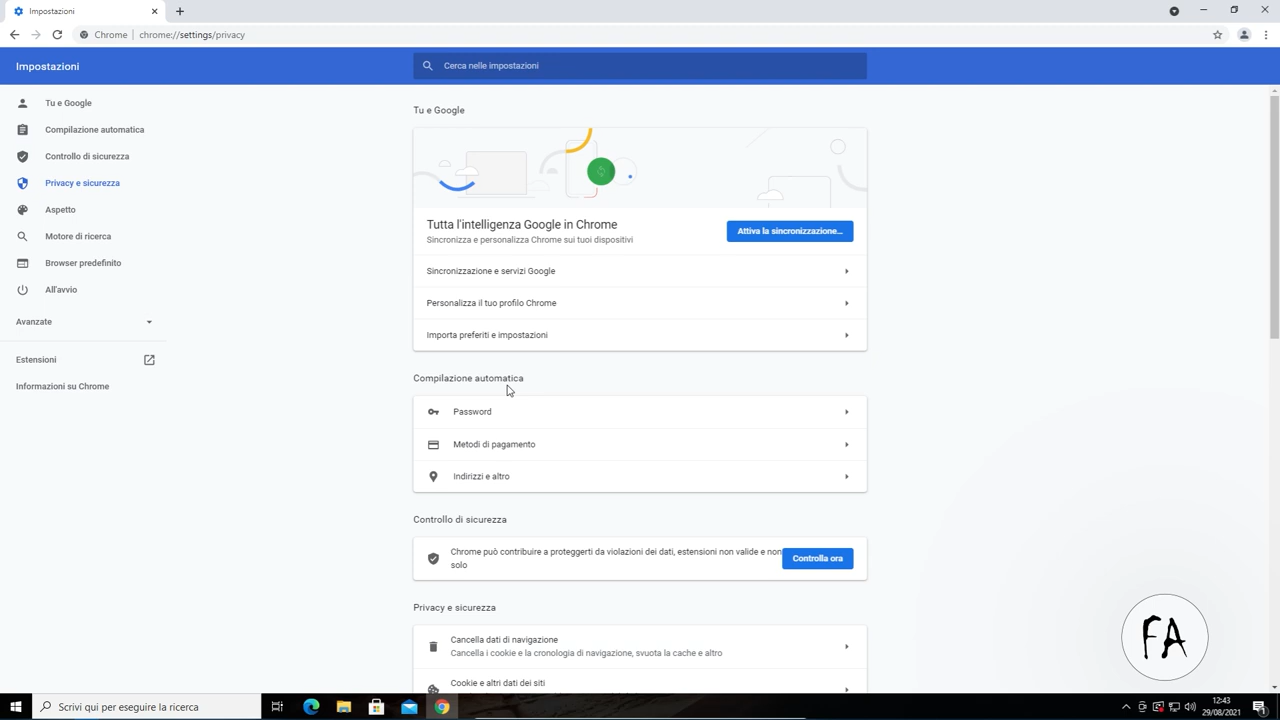 Impostazioni
Chrome
chrome://settings/privacy
Impostazioni
Cerca nelle impostazioni
Tu e Google
Compilazione automatica
Controllo di sicurezza
Privacy e sicurezza
Aspetto
Motore di ricerca
Browser predefinito
All'avvio
Avanzate
Estensioni
Informazioni su Chrome
Tu e Google
Tutta l'intelligenza Google in Chrome
Sincronizza e personalizza Chrome sui tuoi dispositivi
Attiva la sincronizzazione...
Sincronizzazione e servizi Google
Personalizza il tuo profilo Chrome
Importa preferiti e impostazioni
Compilazione automatica
Password
Metodi di pagamento
Indirizzi e altro
Controllo di sicurezza
Chrome può contribuire a proteggerti da violazioni dei dati, estensioni non valide e non
solo
Controlla ora
Privacy e sicurezza
Cancella dati di navigazione
Cancella i cookie e la cronologia di navigazione, svuota la cache e altro
Cookie e altri dati dei siti
FA
Scrivi qui per eseguire la ricerca
12:43
29/08/2021
1